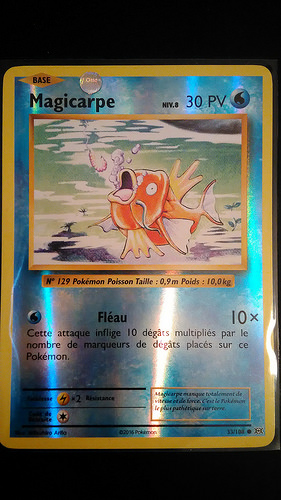 BASE
Magicarpe NIV.8 30 PV
N° 129 Pokémon Poisson Taille : 0,9m Poids : 10,0kg
Fléau 10×
Cette attaque inflige 10 dégâts multipliés par le
nombre de marqueurs de dégâts placés sur ce
Pokémon.
×2 Résistance
Magicarpe manque totalement de
vitesse et de force. C'est le Pokémon
le plus pathétique sur terre.
©2016 Pokémon